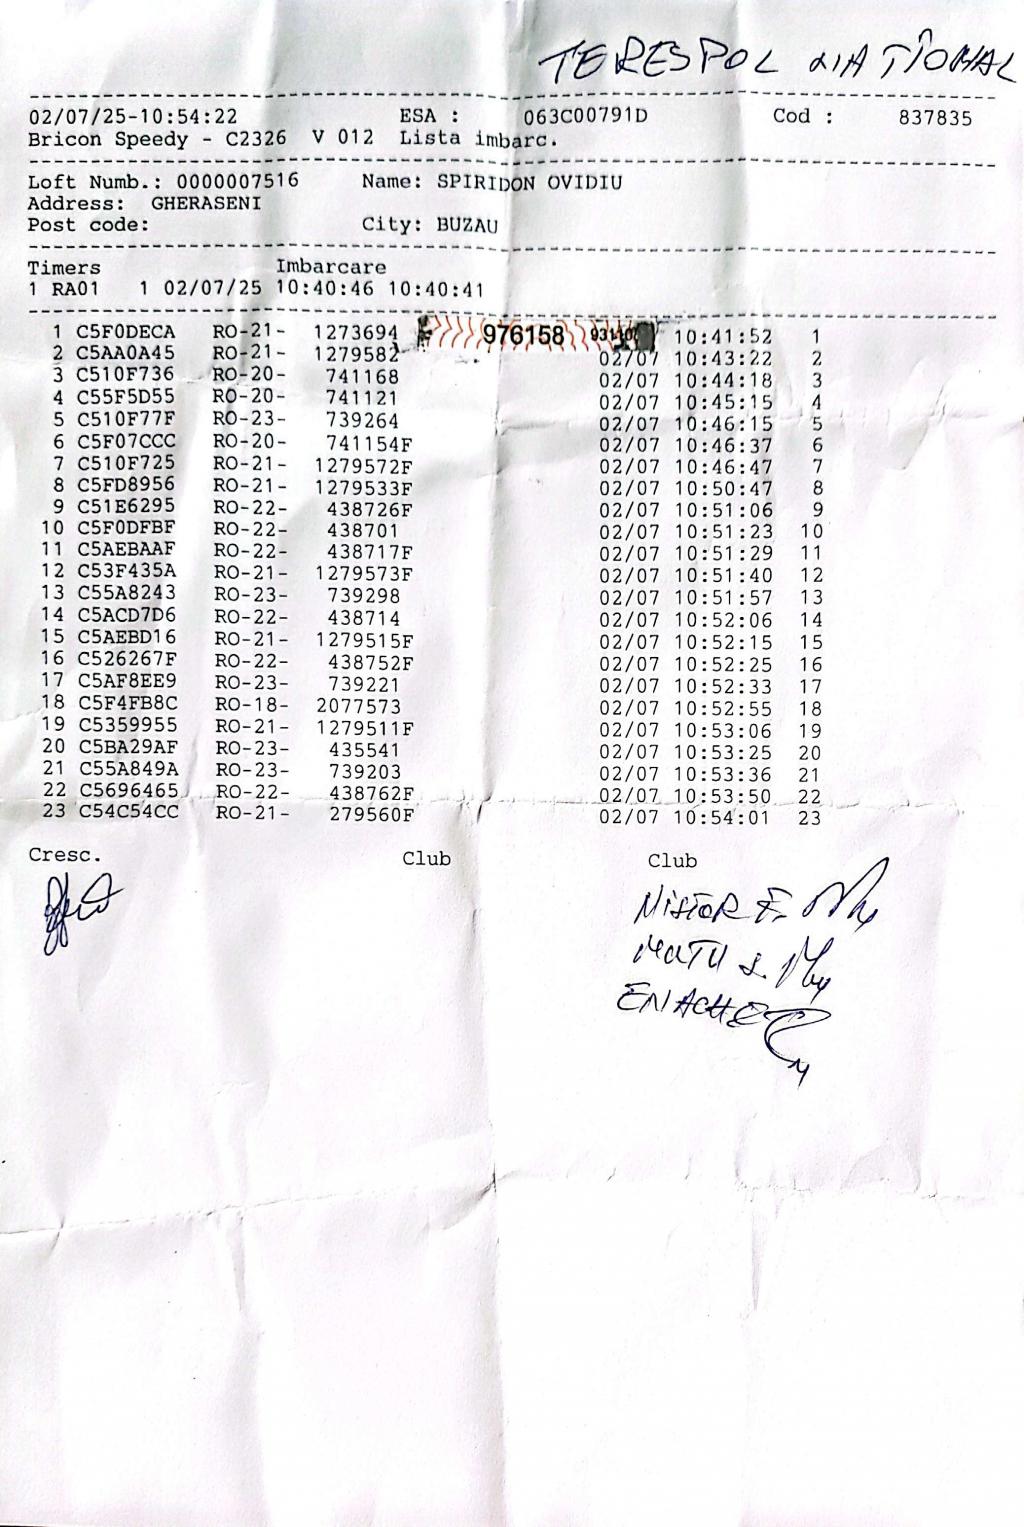 TERESPOL NAȚIONAL
02/07/25-10:54:22 ESA : 063C00791D Cod : 837835
Bricon Speedy - C2326 V 012 Lista imbarc.
Loft Numb.: 0000007516 Name: SPIRIDON OVIDIU
Address: GHERASENI
Post code: City: BUZAU
Timers Imbarcare
1 RA01 1 02/07/25 10:40:46 10:40:41
1 C5F0DECA RO-21- 1273694 976158 10:41:52 1
2 C5AA0A45 RO-21- 1279582 02/07 10:43:22 2
3 C510F736 RO-20- 741168 02/07 10:44:18 3
4 C55F5D55 RO-20- 741121 02/07 10:45:15 4
5 C510F77F RO-23- 739264 02/07 10:46:15 5
6 C5F07CCC RO-20- 741154F 02/07 10:46:37 6
7 C510F725 RO-21- 1279572F 02/07 10:46:47 7
8 C5FD8956 RO-21- 1279533F 02/07 10:50:47 8
9 C51E6295 RO-22- 438726F 02/07 10:51:06 9
10 C5F0DFBF RO-22- 438701 02/07 10:51:23 10
11 C5AEBAAF RO-22- 438717F 02/07 10:51:29 11
12 C53F435A RO-21- 1279573F 02/07 10:51:40 12
13 C55A8243 RO-23- 739298 02/07 10:51:57 13
14 C5ACD7D6 RO-22- 438714 02/07 10:52:06 14
15 C5AEBD16 RO-21- 1279515F 02/07 10:52:15 15
16 C526267F RO-22- 438752F 02/07 10:52:25 16
17 C5AF8EE9 RO-23- 739221 02/07 10:52:33 17
18 C5F4FB8C RO-18- 2077573 02/07 10:52:55 18
19 C5359955 RO-21- 1279511F 02/07 10:53:06 19
20 C5BA29AF RO-23- 435541 02/07 10:53:25 20
21 C55A849A RO-23- 739203 02/07 10:53:36 21
22 C5696465 RO-22- 438762F 02/07 10:53:50 22
23 C54C54CC RO-21- 279560F 02/07 10:54:01 23
Cresc. Club Club
NISTOR F.
ENACHE